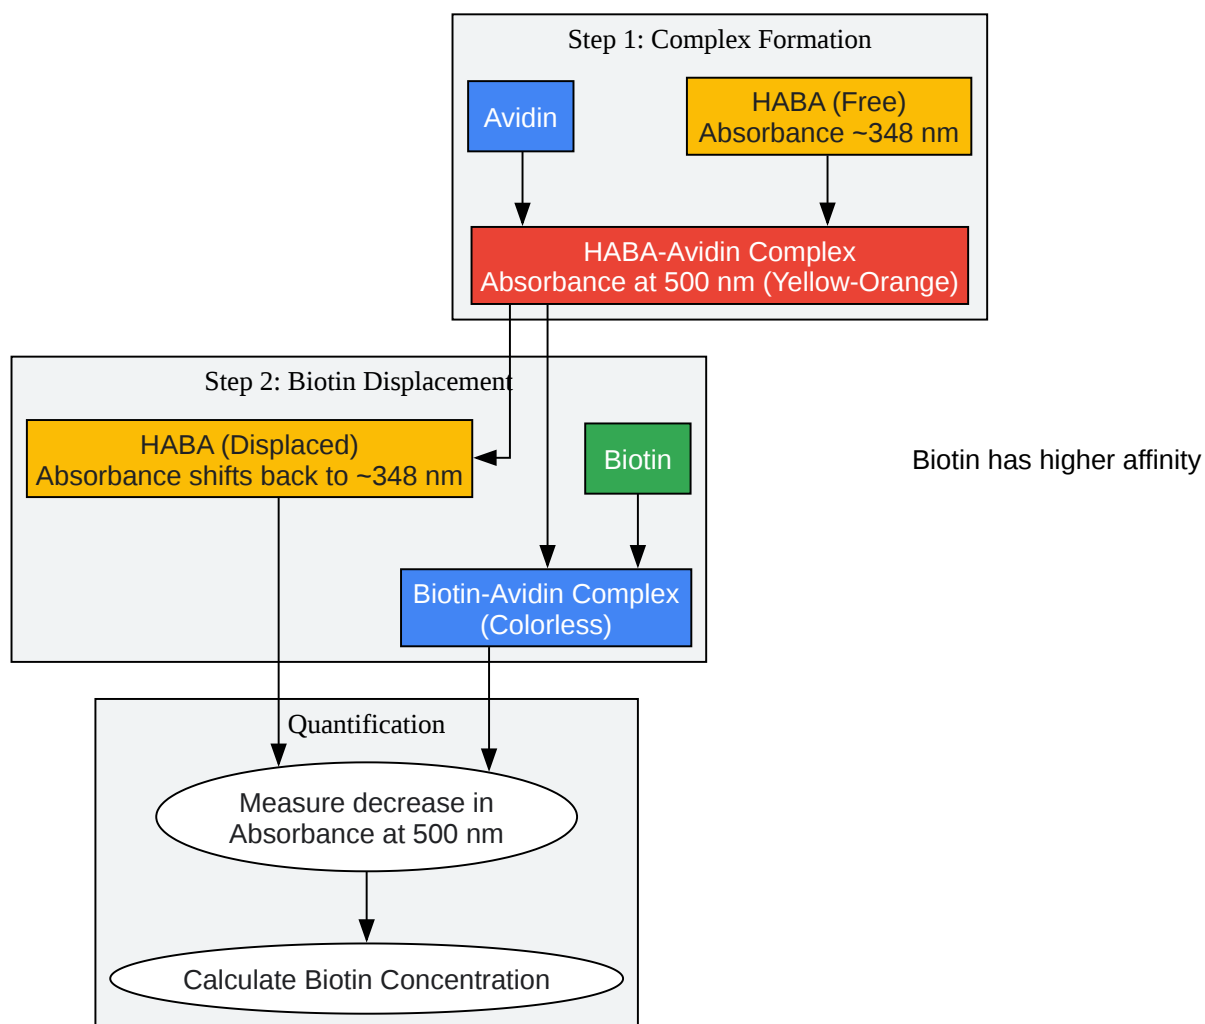 Step 1: Complex Formation
Avidin
HABA (Free)
Absorbance ~348 nm
HABA-Avidin Complex
Absorbance at 500 nm (Yellow-Orange)
Step 2: Biotin Displacement
HABA (Displaced)
Absorbance shifts back to ~348 nm
Biotin
Biotin has higher affinity
Biotin-Avidin Complex
(Colorless)
Quantification
Measure decrease in
Absorbance at 500 nm
Calculate Biotin Concentration